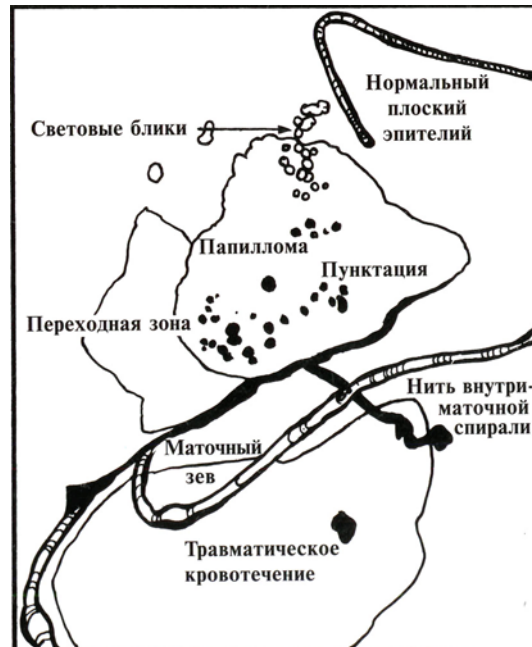 Нормальный
плоский
эпителий
Световые блики
Папиллома
Пунктация
Переходная зона
Нить внутри-
маточной
спирали
Маточный
зев
Травматическое
кровотечение